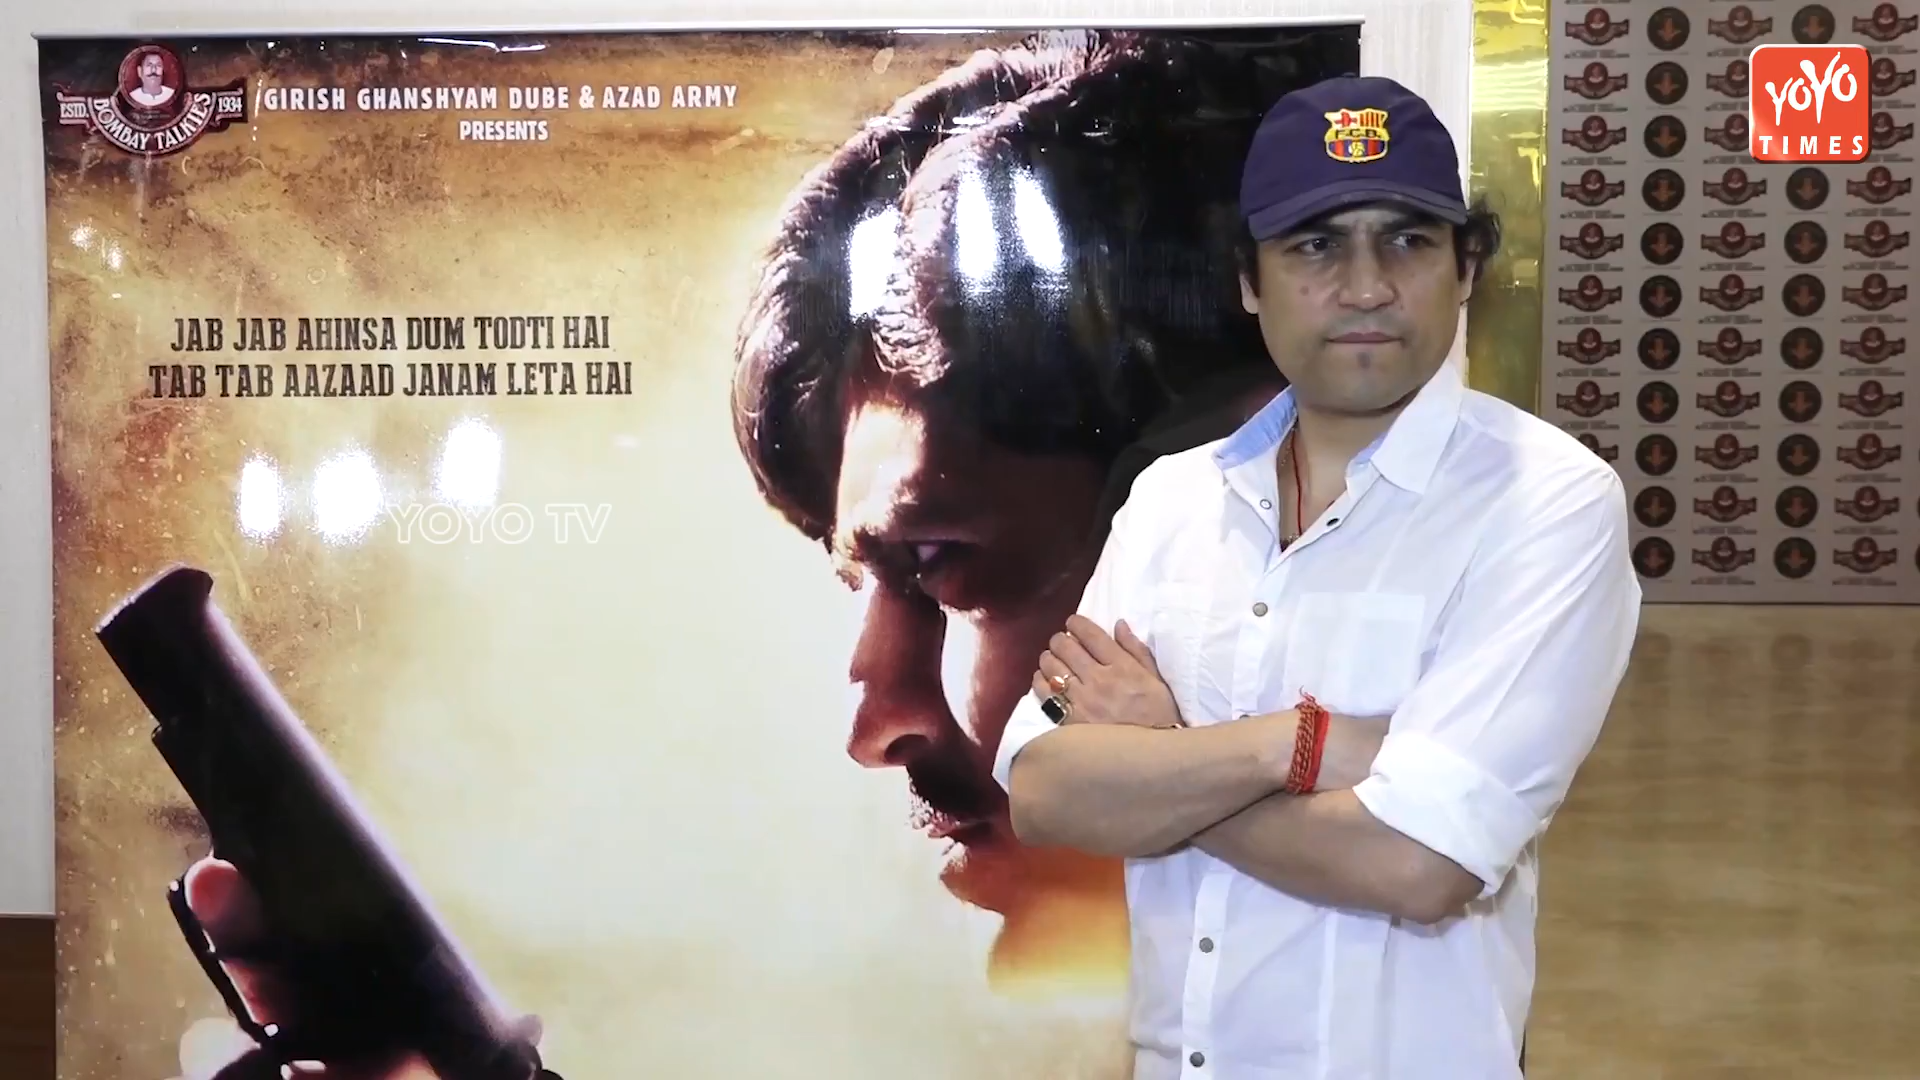 ESTD. 1934
BOMBAY TALKIES
GIRISH GHANSHYAM DUBE & AZAD ARMY
PRESENTS
JAB JAB AHINSA DUM TODTI HAI
TAB TAB AAZAAD JANAM LETA HAI
YOYO TV
F.C.B.
YOYO
TIMES